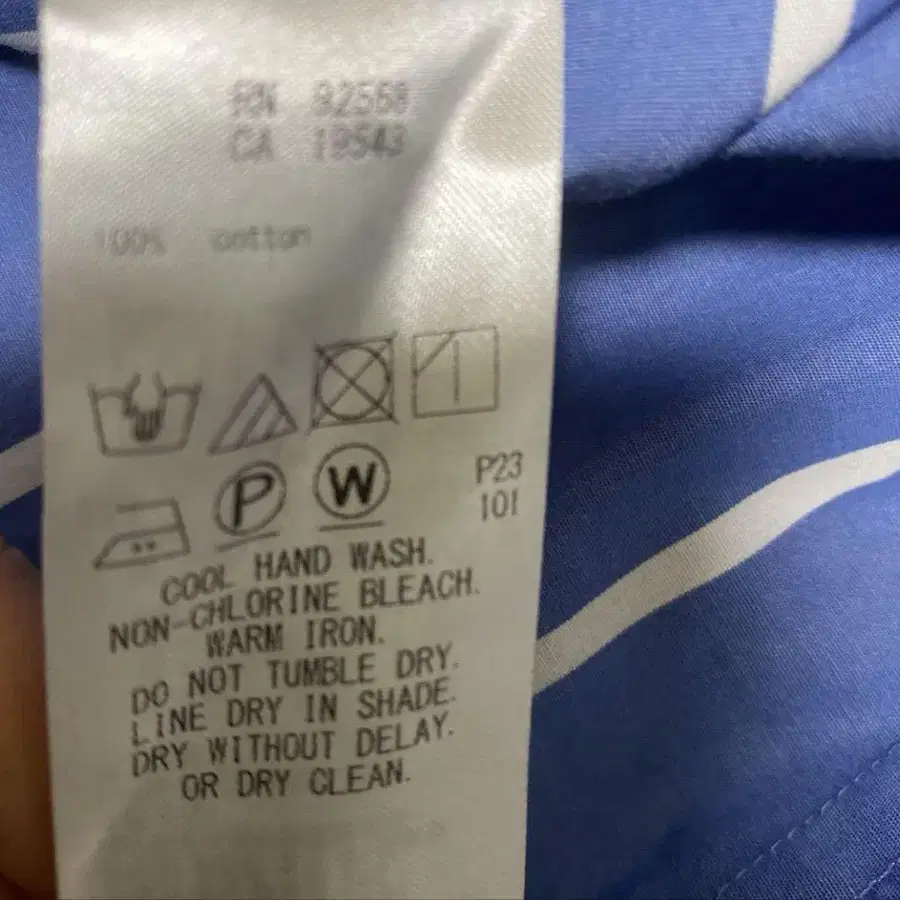 RN 92558
CA 19543
100% cotton
P
W
P23
101
COOL HAND WASH.
NON-CHLORINE BLEACH.
WARM IRON.
DO NOT TUMBLE DRY.
LINE DRY IN SHADE.
DRY WITHOUT DELAY.
OR DRY CLEAN.